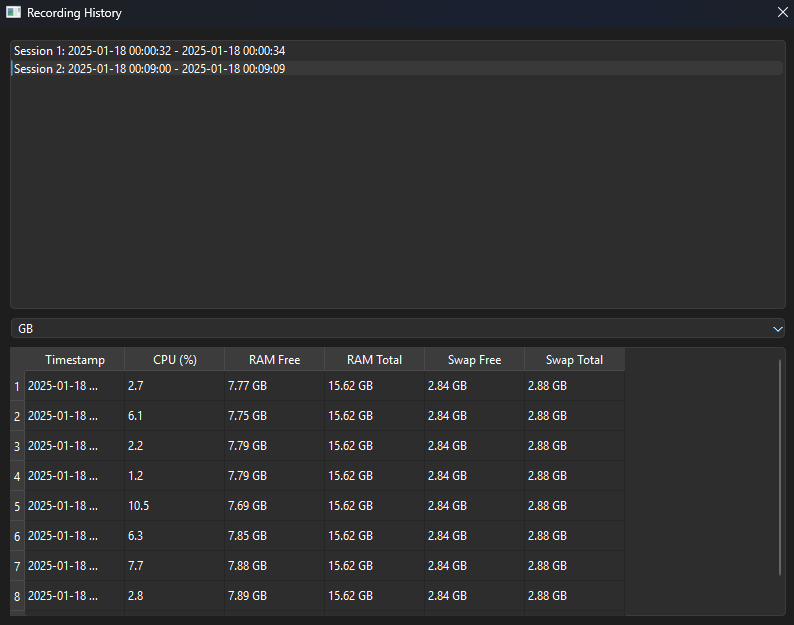 Recording History
Session 1: 2025-01-18 00:00:32 - 2025-01-18 00:00:34
Session 2: 2025-01-18 00:09:00 - 2025-01-18 00:09:09
GB
Timestamp CPU (%) RAM Free RAM Total Swap Free Swap Total
1 2025-01-18 ... 2.7 7.77 GB 15.62 GB 2.84 GB 2.88 GB
2 2025-01-18 ... 6.1 7.75 GB 15.62 GB 2.84 GB 2.88 GB
3 2025-01-18 ... 2.2 7.79 GB 15.62 GB 2.84 GB 2.88 GB
4 2025-01-18 ... 1.2 7.79 GB 15.62 GB 2.84 GB 2.88 GB
5 2025-01-18 ... 10.5 7.69 GB 15.62 GB 2.84 GB 2.88 GB
6 2025-01-18 ... 6.3 7.85 GB 15.62 GB 2.84 GB 2.88 GB
7 2025-01-18 ... 7.7 7.88 GB 15.62 GB 2.84 GB 2.88 GB
8 2025-01-18 ... 2.8 7.89 GB 15.62 GB 2.84 GB 2.88 GB